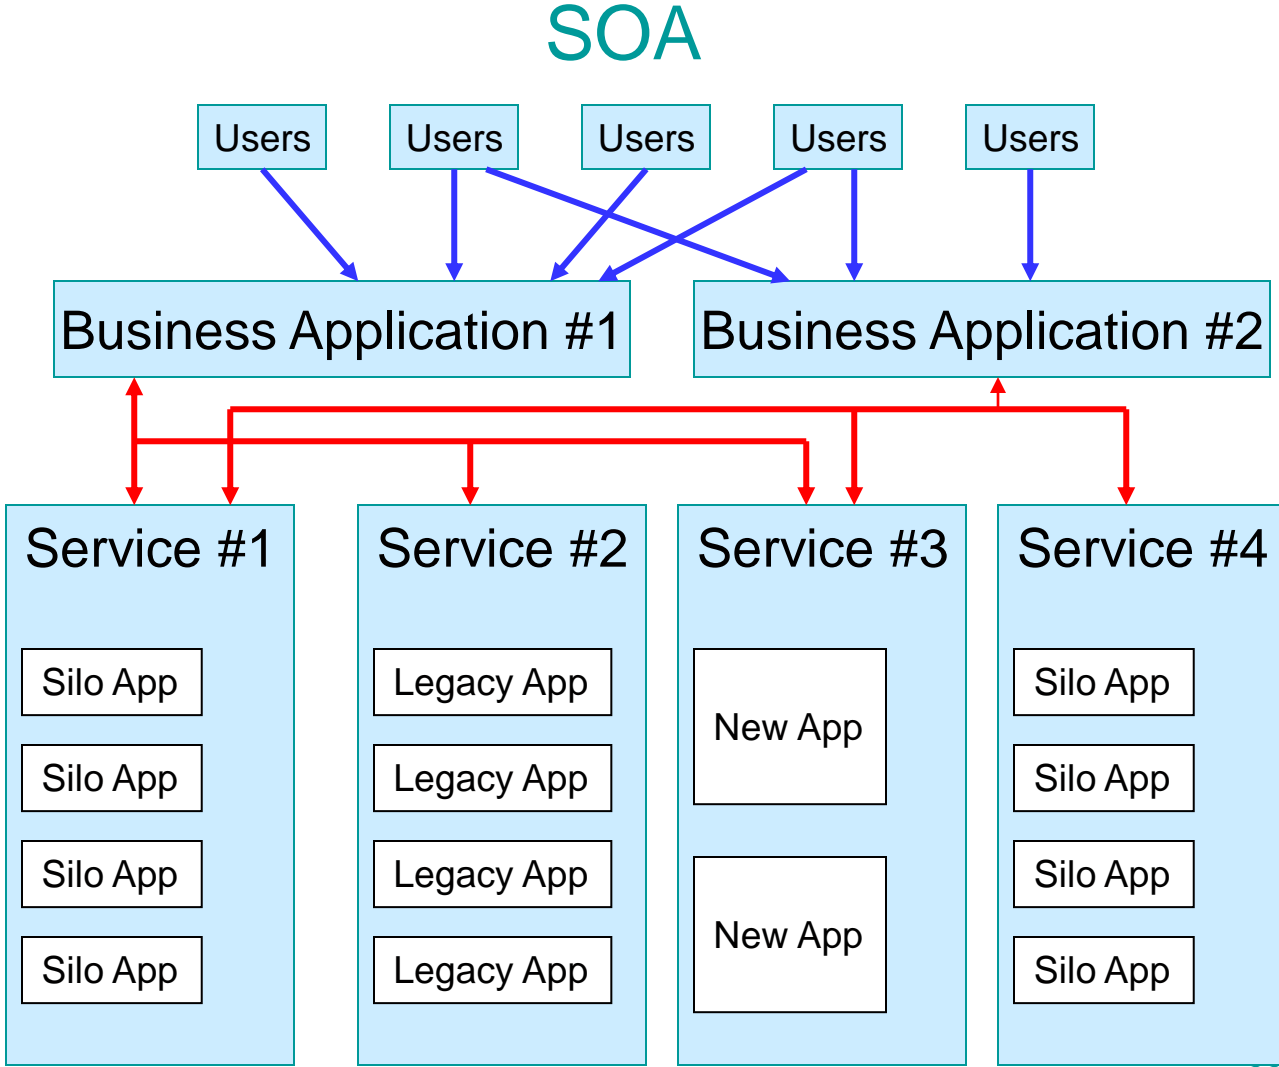 SOA
Users Users Users Users Users
Business Application #1 Business Application #2
Service #1 Service #2 Service #3 Service #4
Silo App Legacy App New App Silo App
Silo App Legacy App Silo App
Silo App Legacy App New App Silo App
Silo App Legacy App Silo App